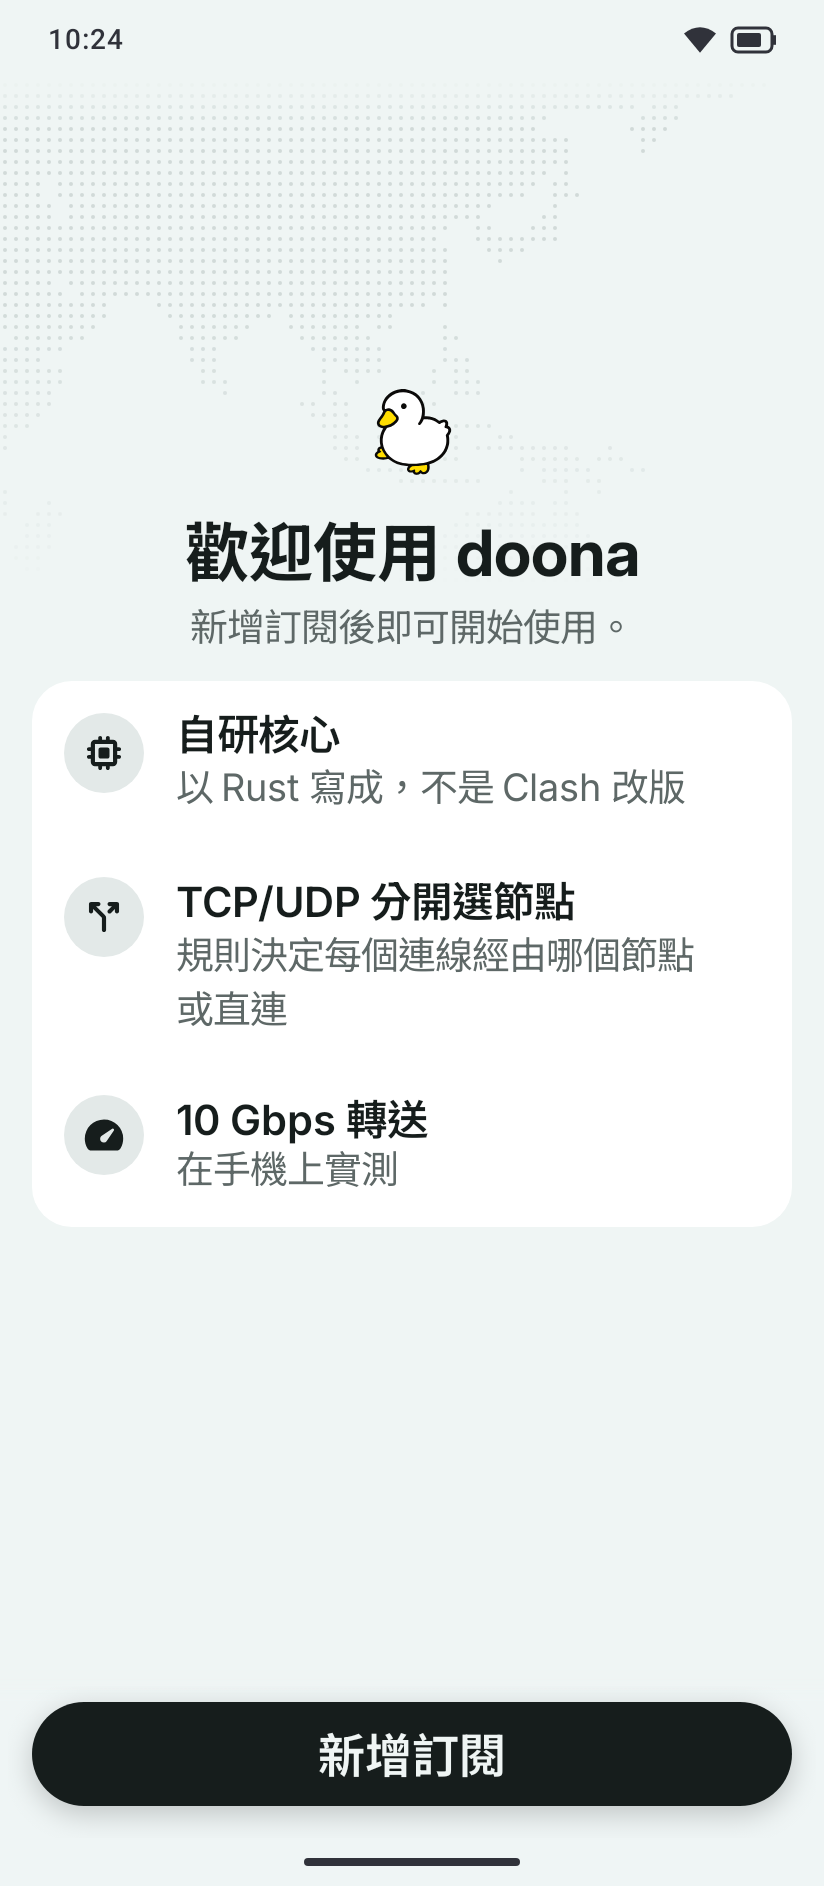 10:24
歡迎使用 doona
新增訂閱後即可開始使用。
自研核心
以 Rust 寫成，不是 Clash 改版
TCP/UDP 分開選節點
規則決定每個連線經由哪個節點
或直連
10 Gbps 轉送
在手機上實測
新增訂閱